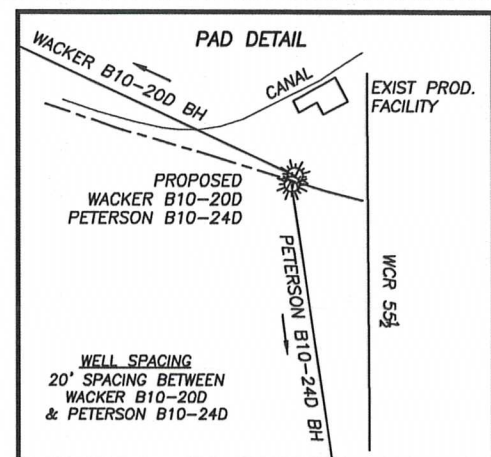 PAD DETAIL
WACKER B10-20D BH
CANAL
EXIST PROD.
FACILITY
PROPOSED
WACKER B10-20D
PETERSON B10-24D
PETERSON B10-24D BH
WCR 55½
WELL SPACING
20' SPACING BETWEEN
WACKER B10-20D
& PETERSON B10-24D